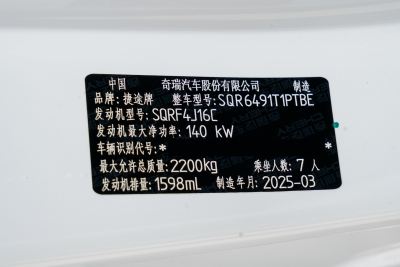 中国 奇瑞汽车股份有限公司 制造
品牌：捷途牌 整车型号：SQR6491T1PTBE
发动机型号：SQRF4J16C
发动机最大净功率：140 kW
车辆识别代号：* *
最大允许总质量：2200kg 乘坐人数：7 人
发动机排量：1598mL 制造年月：2025-03